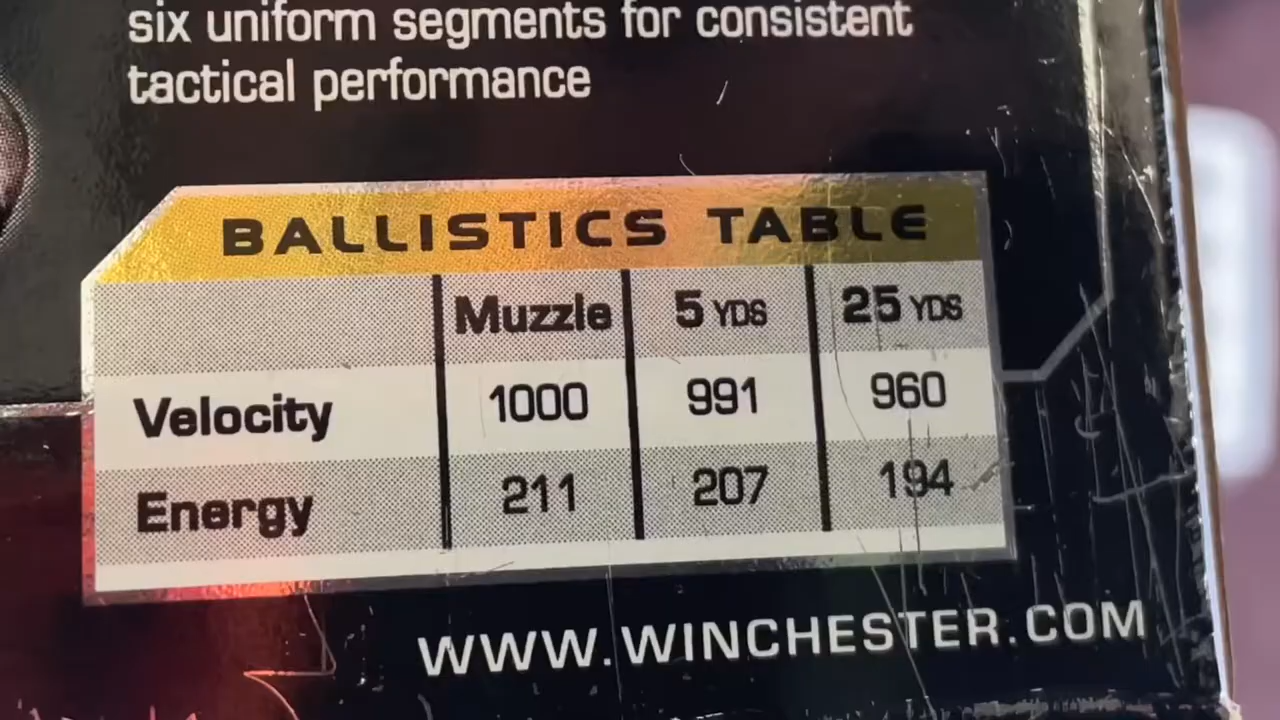 six uniform segments for consistent
tactical performance
BALLISTICS TABLE
Muzzle 5 YDS 25 YDS
Velocity 1000 991 960
Energy 211 207 194
WWW.WINCHESTER.COM